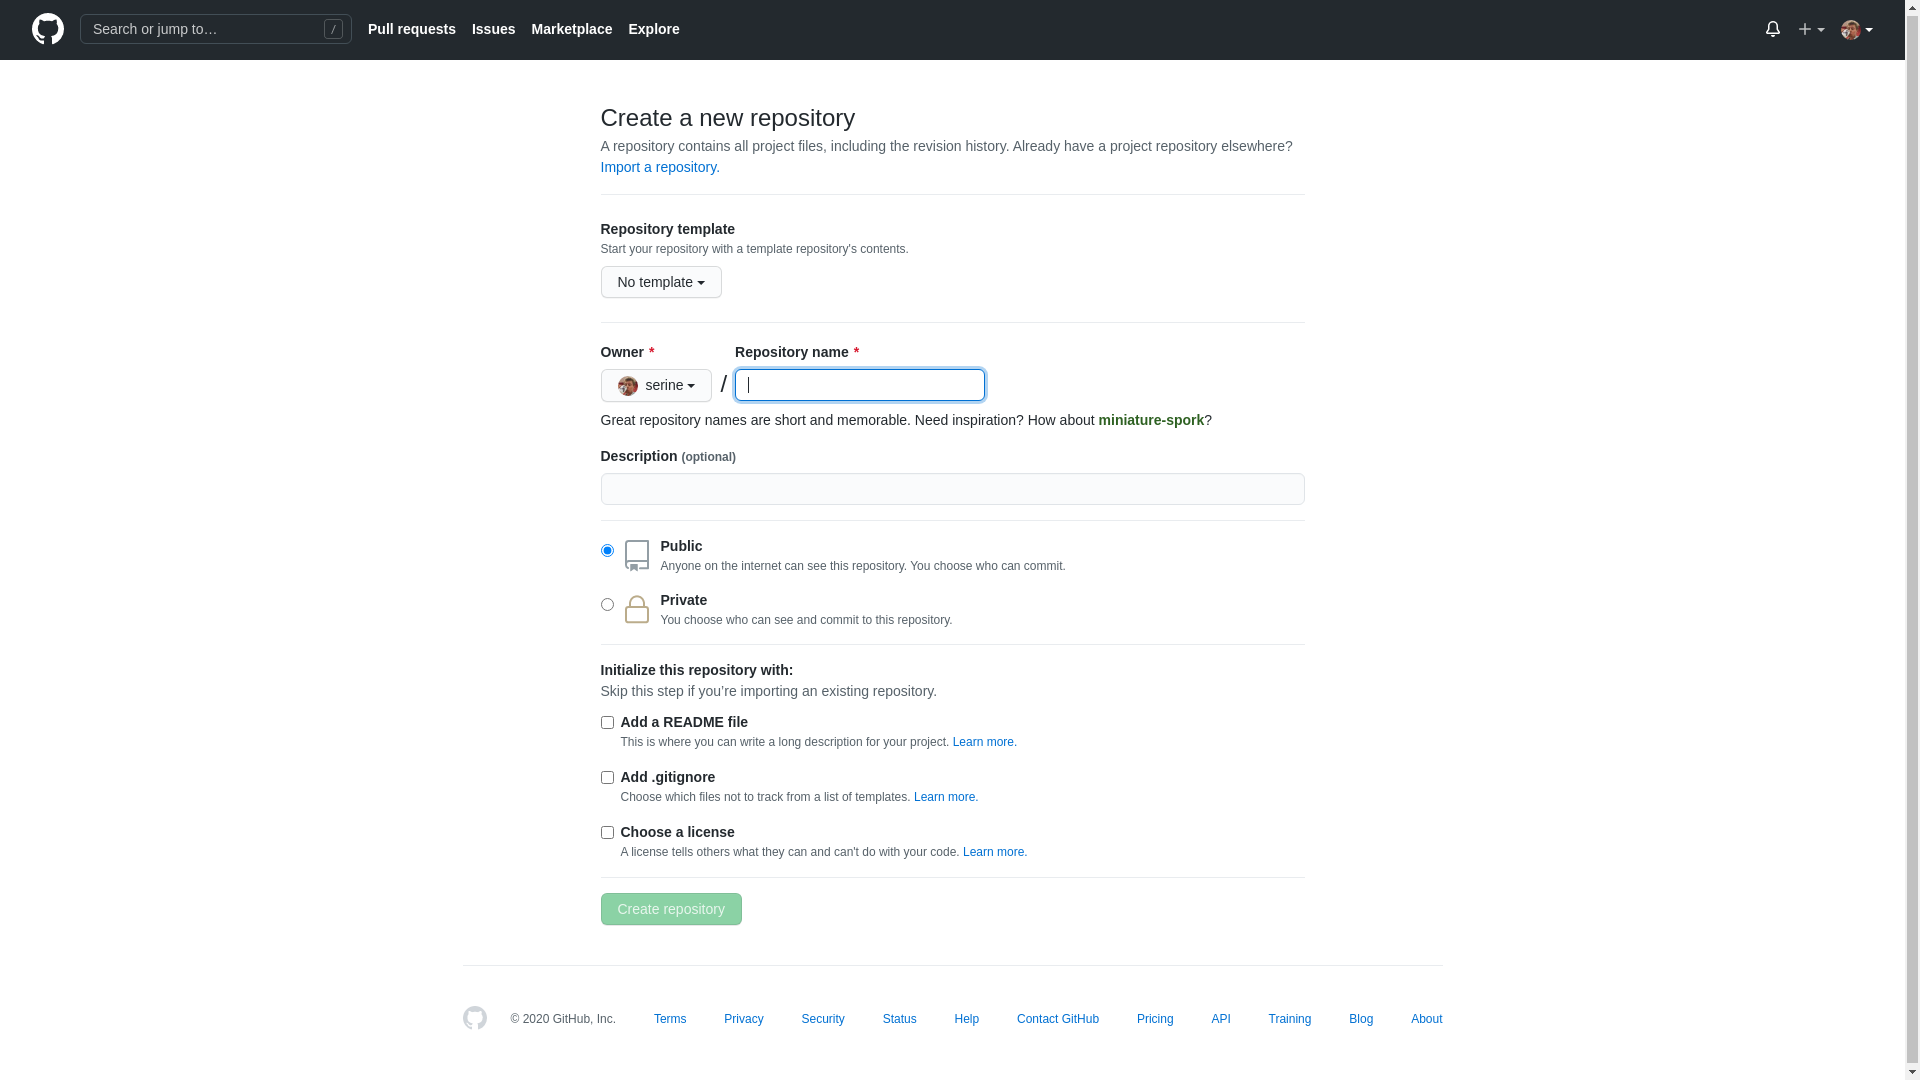 Search or jump to… /
Pull requests Issues Marketplace Explore
Create a new repository
A repository contains all project files, including the revision history. Already have a project repository elsewhere?
Import a repository.
Repository template
Start your repository with a template repository's contents.
No template
Owner * Repository name *
serine /
Great repository names are short and memorable. Need inspiration? How about miniature-spork?
Description (optional)
Public
Anyone on the internet can see this repository. You choose who can commit.
Private
You choose who can see and commit to this repository.
Initialize this repository with:
Skip this step if you’re importing an existing repository.
Add a README file
This is where you can write a long description for your project. Learn more.
Add .gitignore
Choose which files not to track from a list of templates. Learn more.
Choose a license
A license tells others what they can and can't do with your code. Learn more.
Create repository
© 2020 GitHub, Inc. Terms Privacy Security Status Help Contact GitHub Pricing API Training Blog About